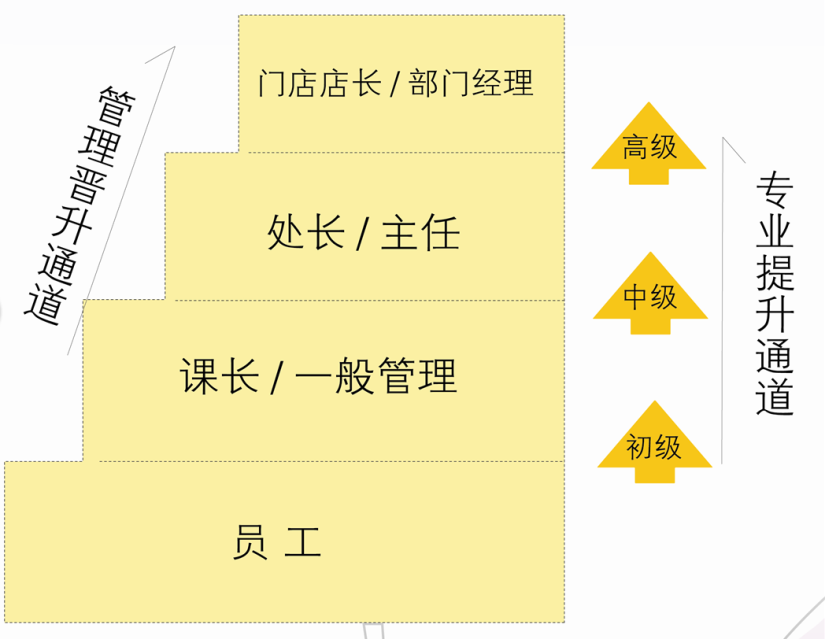 管理晋升通道
门店店长 / 部门经理
处长 / 主任
课长 / 一般管理
员 工
高级
中级
初级
专业提升通道